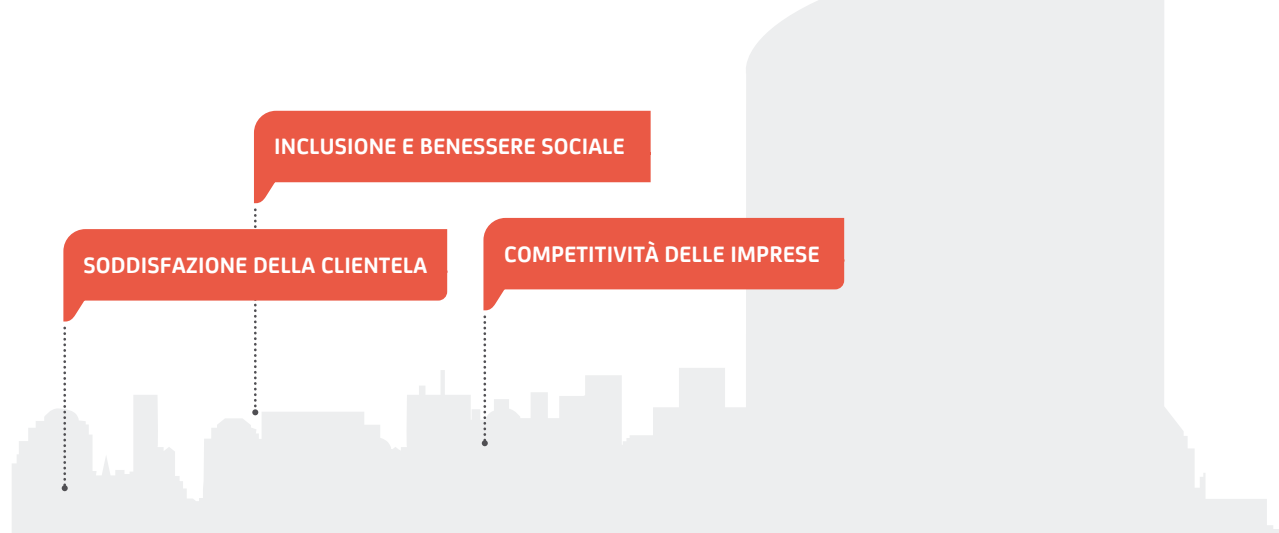 INCLUSIONE E BENESSERE SOCIALE
SODDISFAZIONE DELLA CLIENTELA
COMPETITIVITÀ DELLE IMPRESE